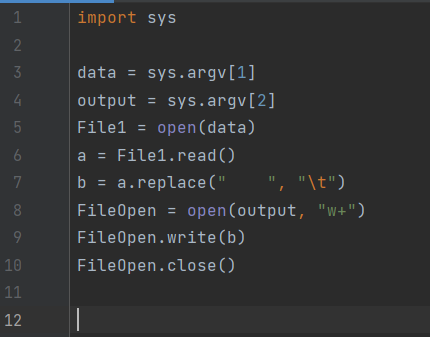 1 import sys
2
3 data = sys.argv[1]
4 output = sys.argv[2]
5 File1 = open(data)
6 a = File1.read()
7 b = a.replace("    ", "\t")
8 FileOpen = open(output, "w+")
9 FileOpen.write(b)
10 FileOpen.close()
11
12